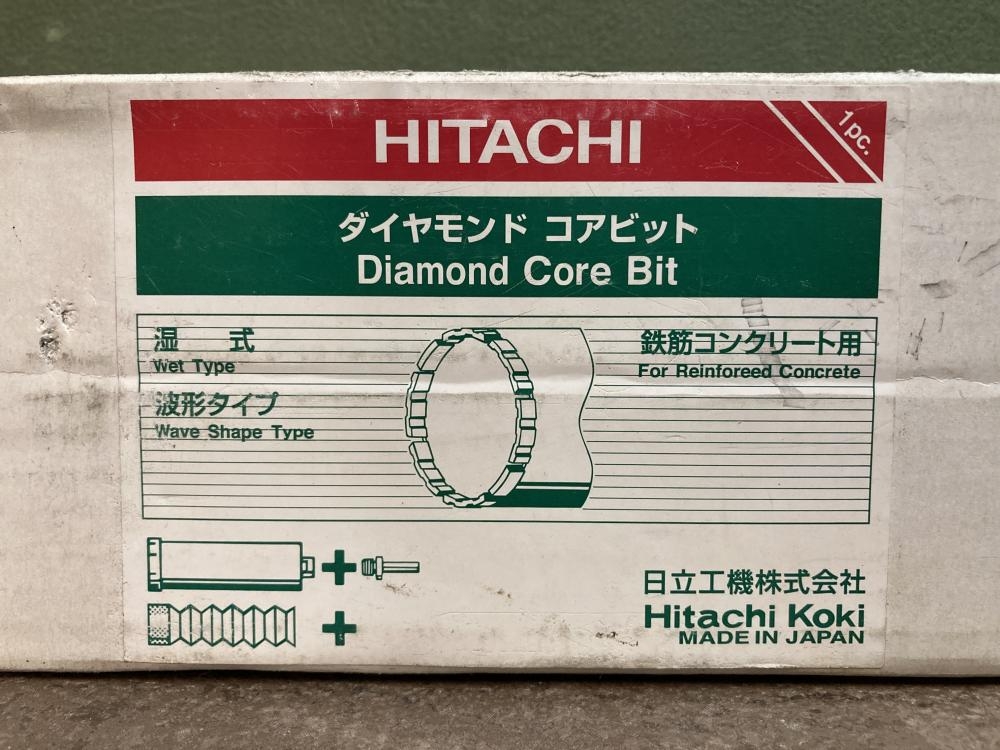 HITACHI
1pc.
ダイヤモンド コアビット
Diamond Core Bit
湿 式
Wet Type
波形タイプ
Wave Shape Type
鉄筋コンクリート用
For Reinforeed Concrete
日立工機株式会社
Hitachi Koki
MADE IN JAPAN